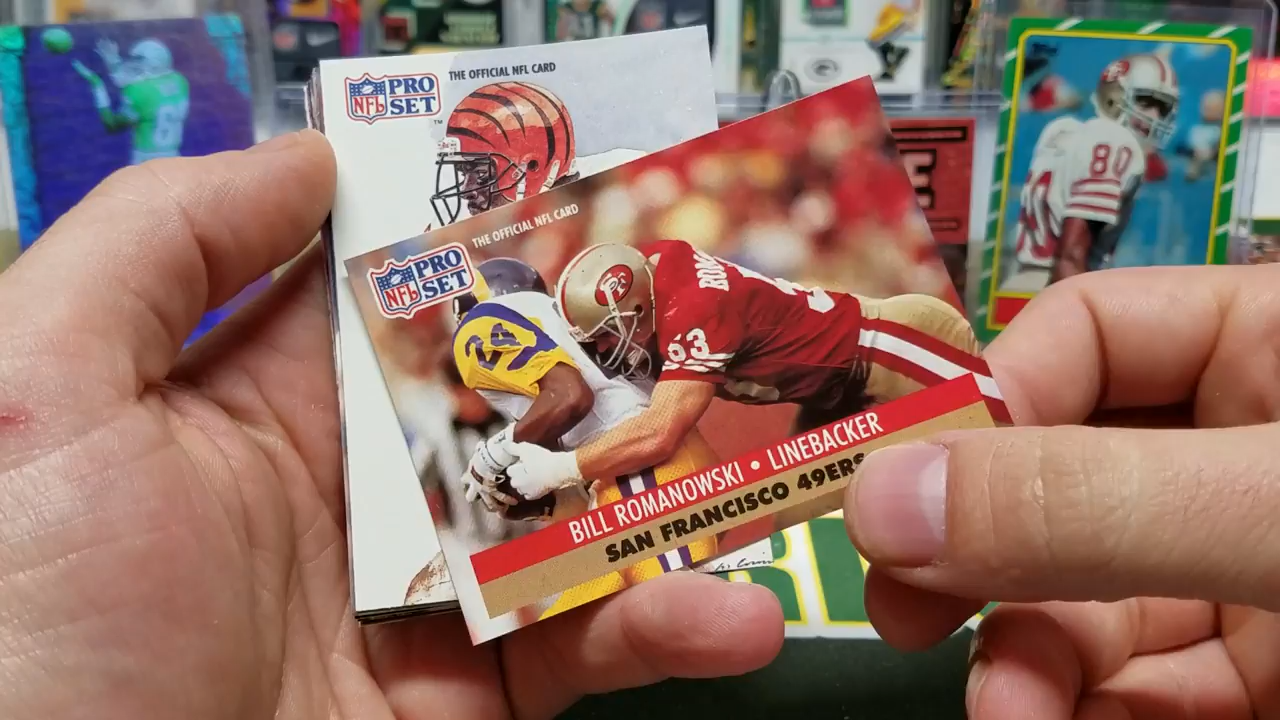 NFL PRO SET
THE OFFICIAL NFL CARD
80
NFL PRO SET
THE OFFICIAL NFL CARD
24
53
BILL ROMANOWSKI • LINEBACKER
SAN FRANCISCO 49ERS